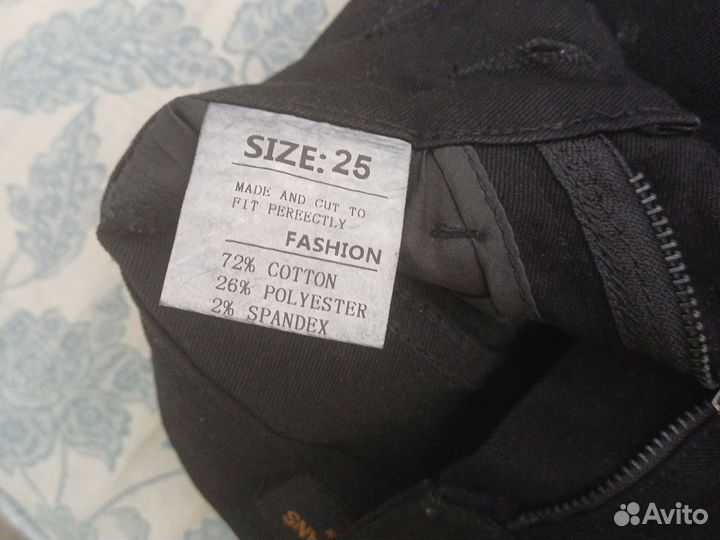 SIZE: 25
MADE AND CUT TO
FIT PEREECTLY
FASHION
72% COTTON
26% POLYESTER
2% SPANDEX
Avito